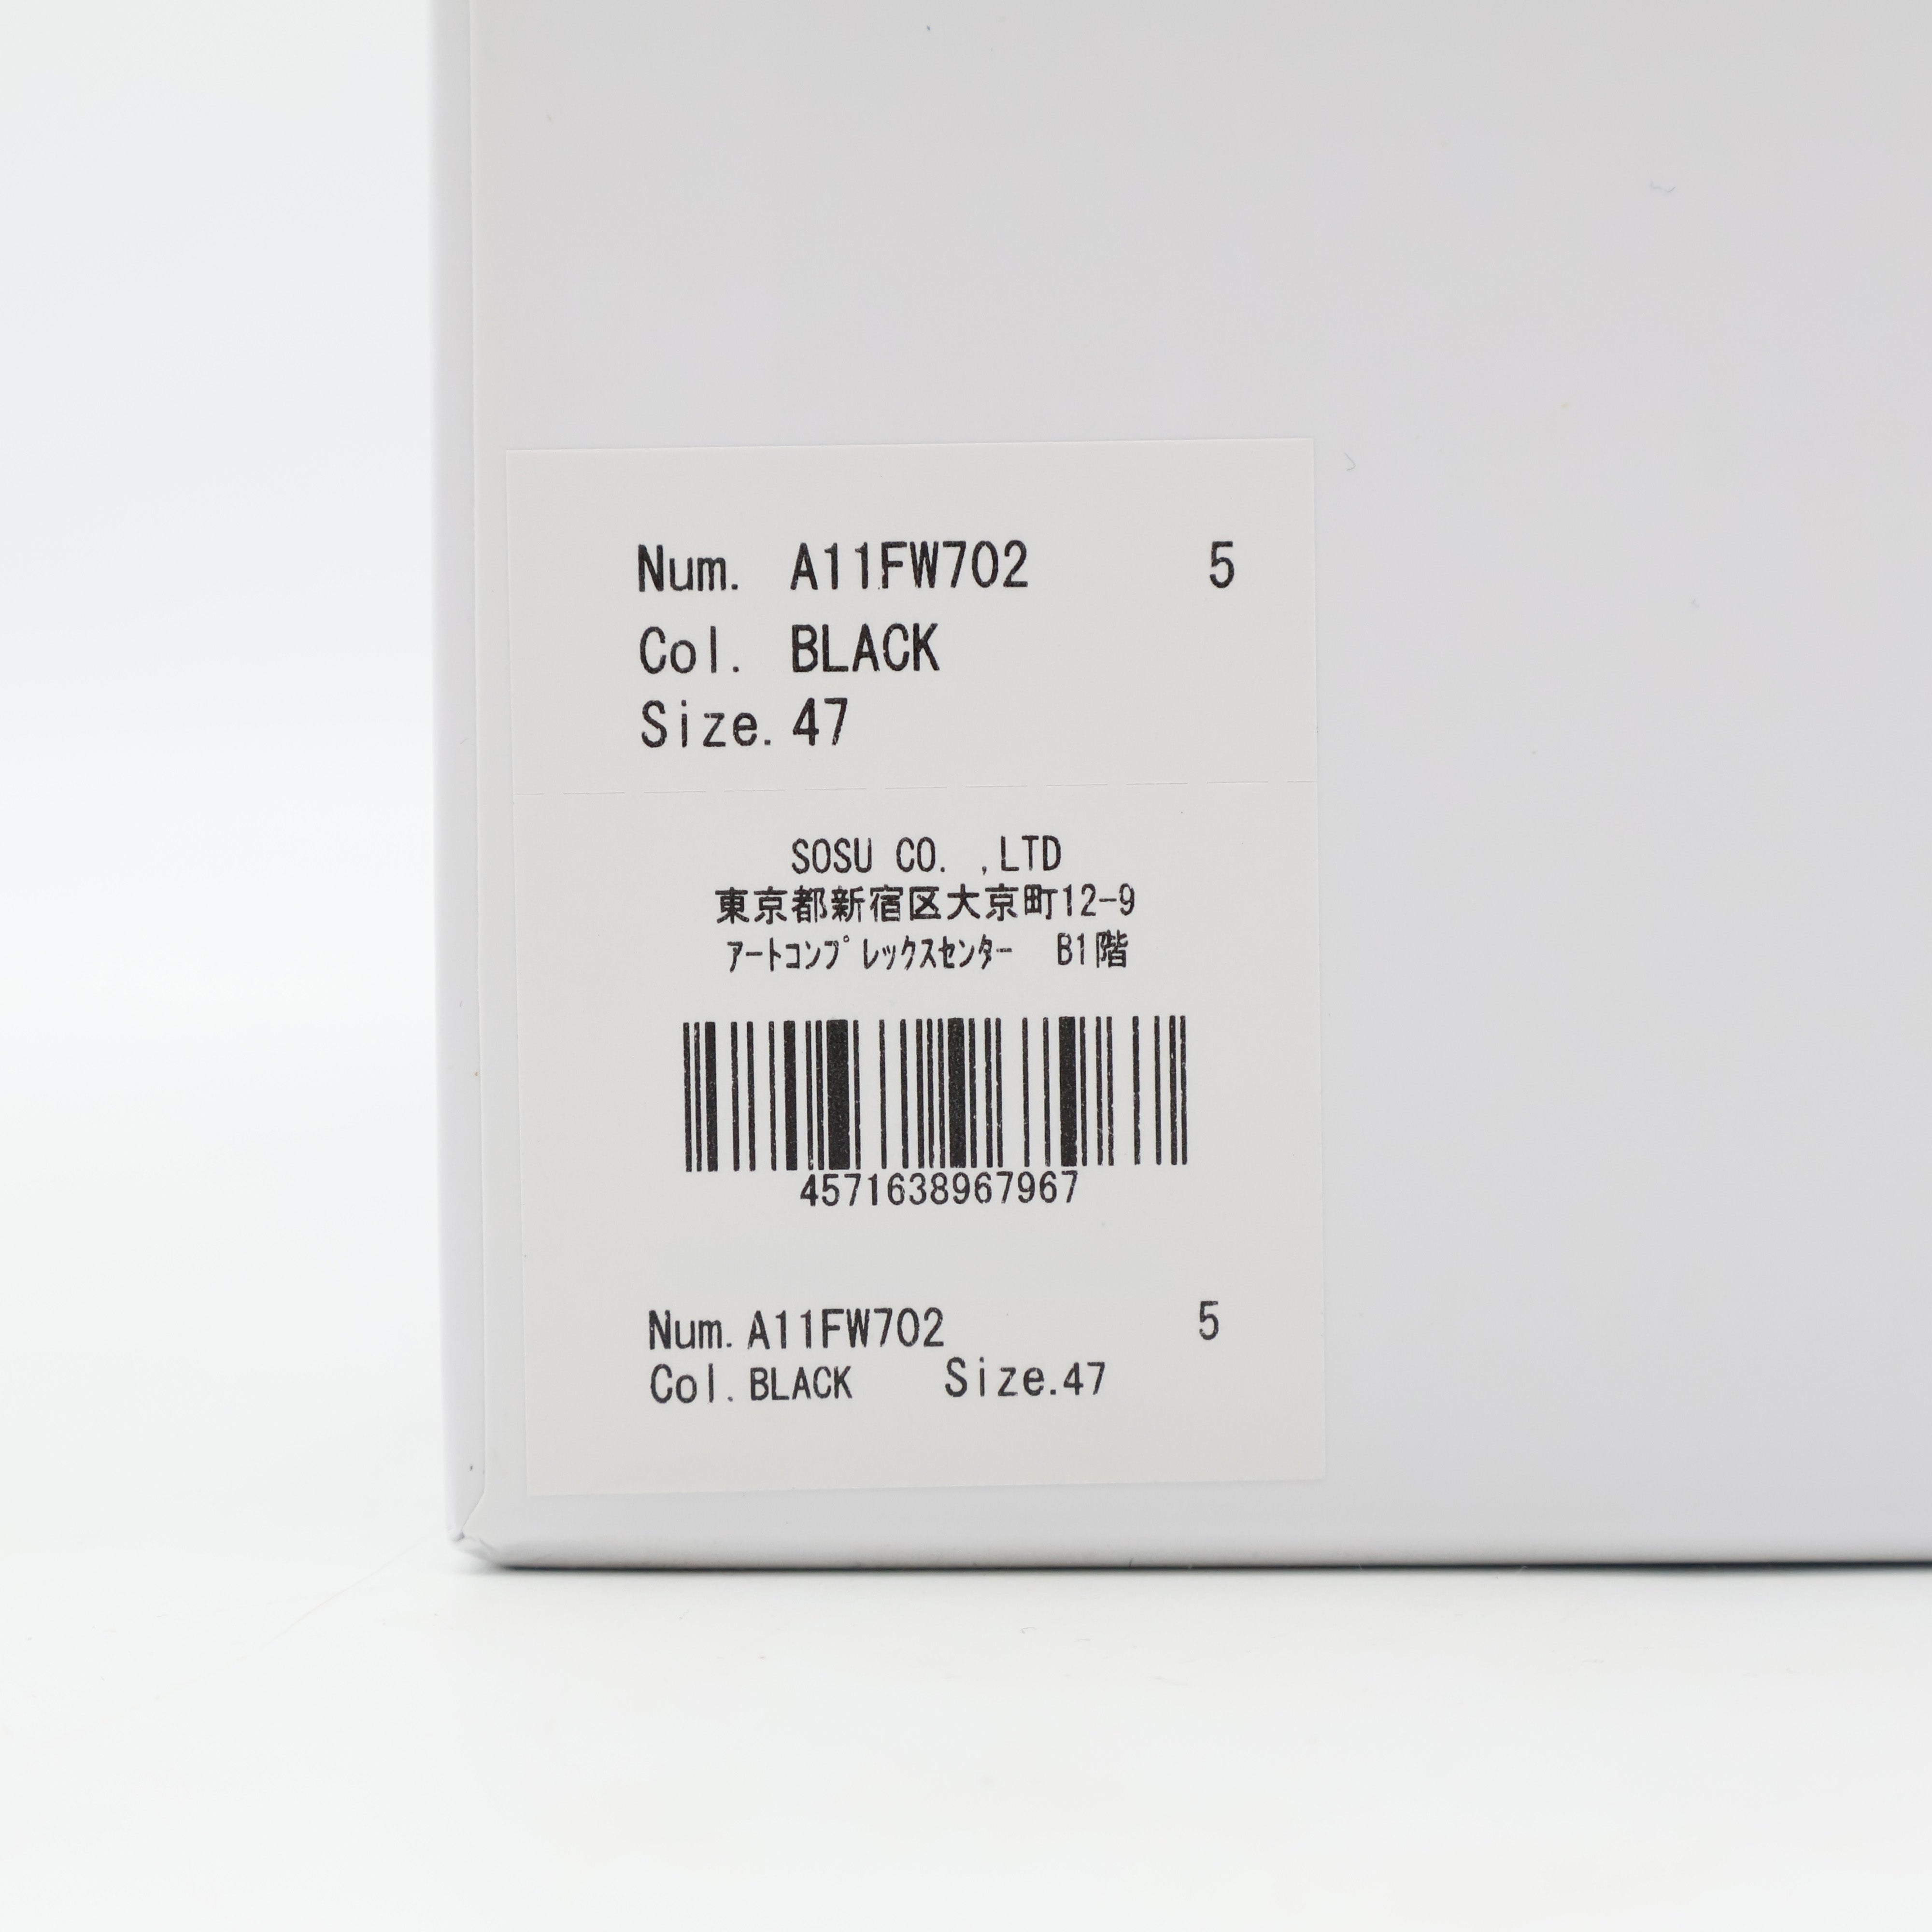 Num. A11FW702 5
Col. BLACK
Size. 47
SOSU CO. ,LTD
東京都新宿区大京町12-9
ｱｰﾄｺﾝﾌﾟﾚｯｸｽｾﾝﾀｰ B1階
4571638967967
Num. A11FW702 5
Col. BLACK Size. 47